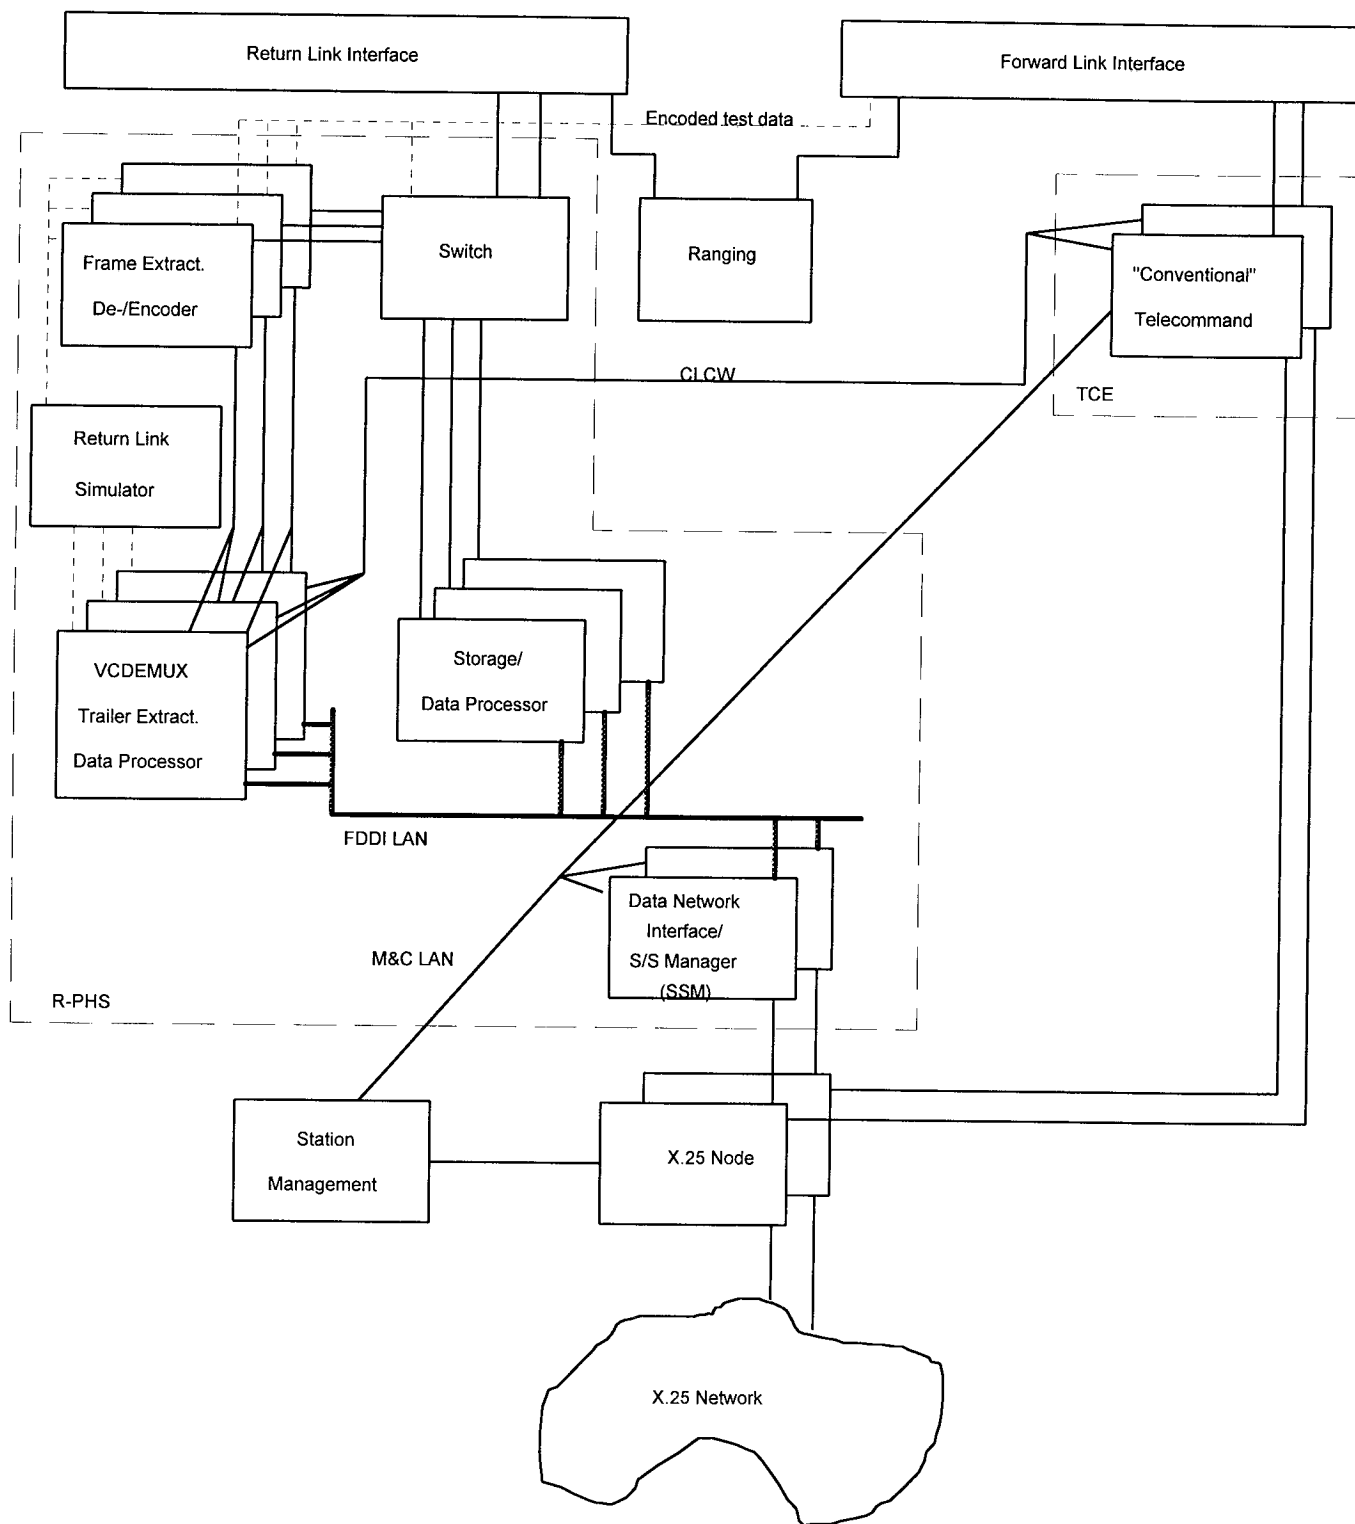 Return Link Interface
Forward Link Interface
Encoded test data
Frame Extract.
De-/Encoder
Switch
Ranging
"Conventional"
Telecommand
CLCW
TCE
Return Link
Simulator
VCDEMUX
Trailer Extract.
Data Processor
Storage/
Data Processor
FDDI LAN
Data Network
Interface/
S/S Manager
(SSM)
M&C LAN
R-PHS
Station
Management
X.25 Node
X.25 Network